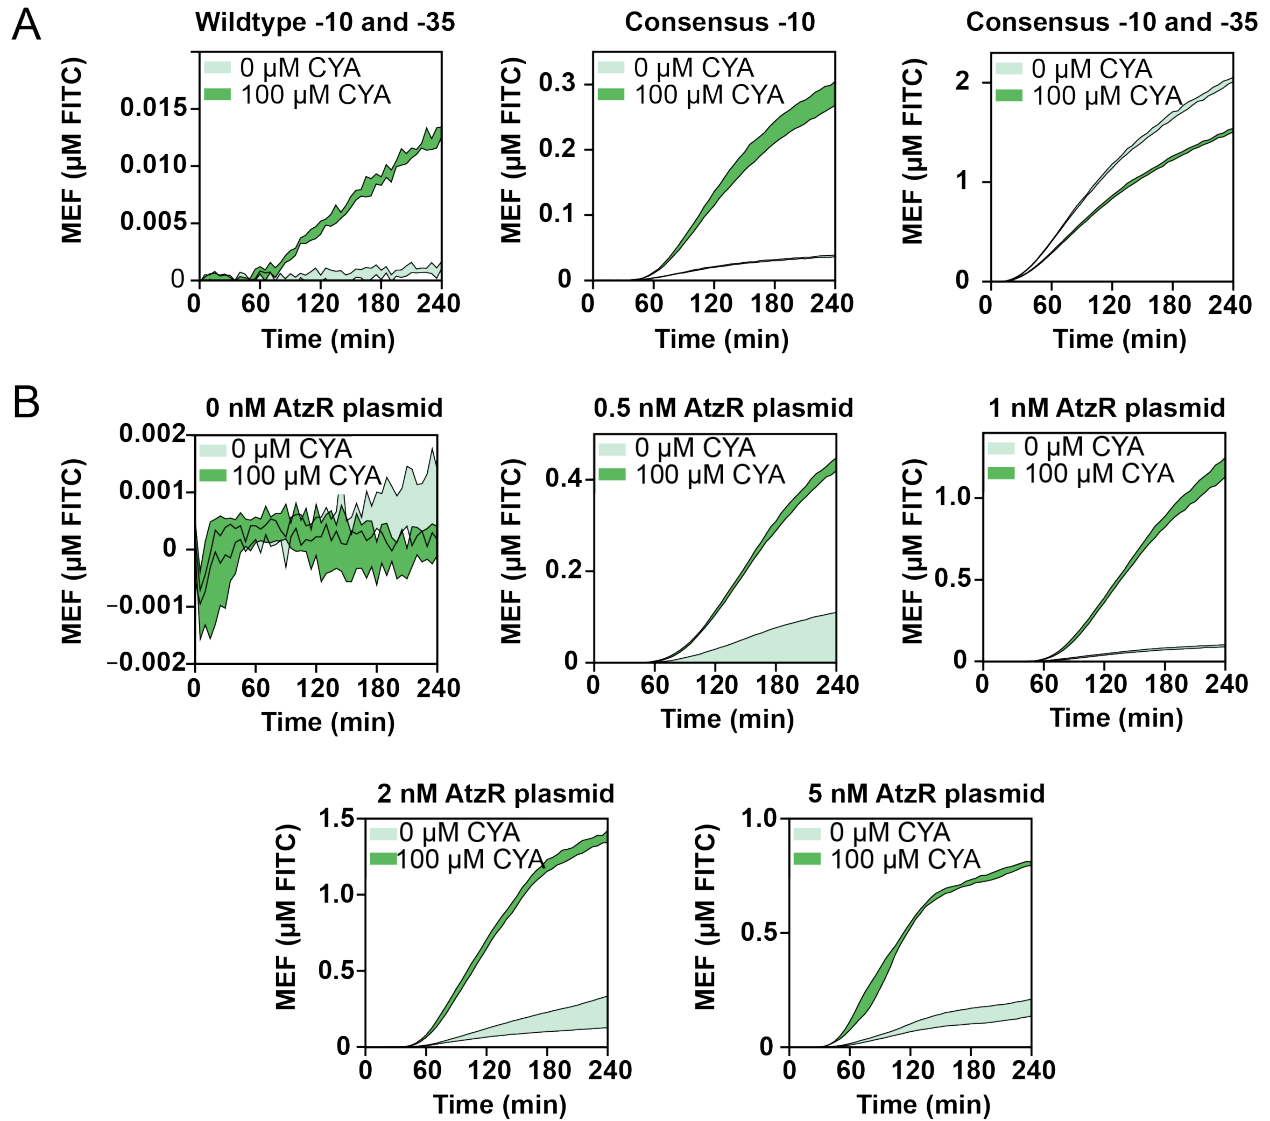 A
Wildtype -10 and -35
MEF (µM FITC)
0 µM CYA
100 µM CYA
0.015
0.010
0.005
0
0 60 120 180 240
Time (min)
Consensus -10
MEF (µM FITC)
0 µM CYA
100 µM CYA
0.3
0.2
0.1
0
0 60 120 180 240
Time (min)
Consensus -10 and -35
MEF (µM FITC)
0 µM CYA
100 µM CYA
2
1
0
0 60 120 180 240
Time (min)
B
0 nM AtzR plasmid
MEF (µM FITC)
0 µM CYA
100 µM CYA
0.002
0.001
0
−0.001
−0.002
0 60 120 180 240
Time (min)
0.5 nM AtzR plasmid
MEF (µM FITC)
0 µM CYA
100 µM CYA
0.4
0.2
0
0 60 120 180 240
Time (min)
1 nM AtzR plasmid
MEF (µM FITC)
0 µM CYA
100 µM CYA
1.0
0.5
0
0 60 120 180 240
Time (min)
2 nM AtzR plasmid
MEF (µM FITC)
0 µM CYA
100 µM CYA
1.5
1.0
0.5
0
0 60 120 180 240
Time (min)
5 nM AtzR plasmid
MEF (µM FITC)
0 µM CYA
100 µM CYA
1.0
0.5
0
0 60 120 180 240
Time (min)